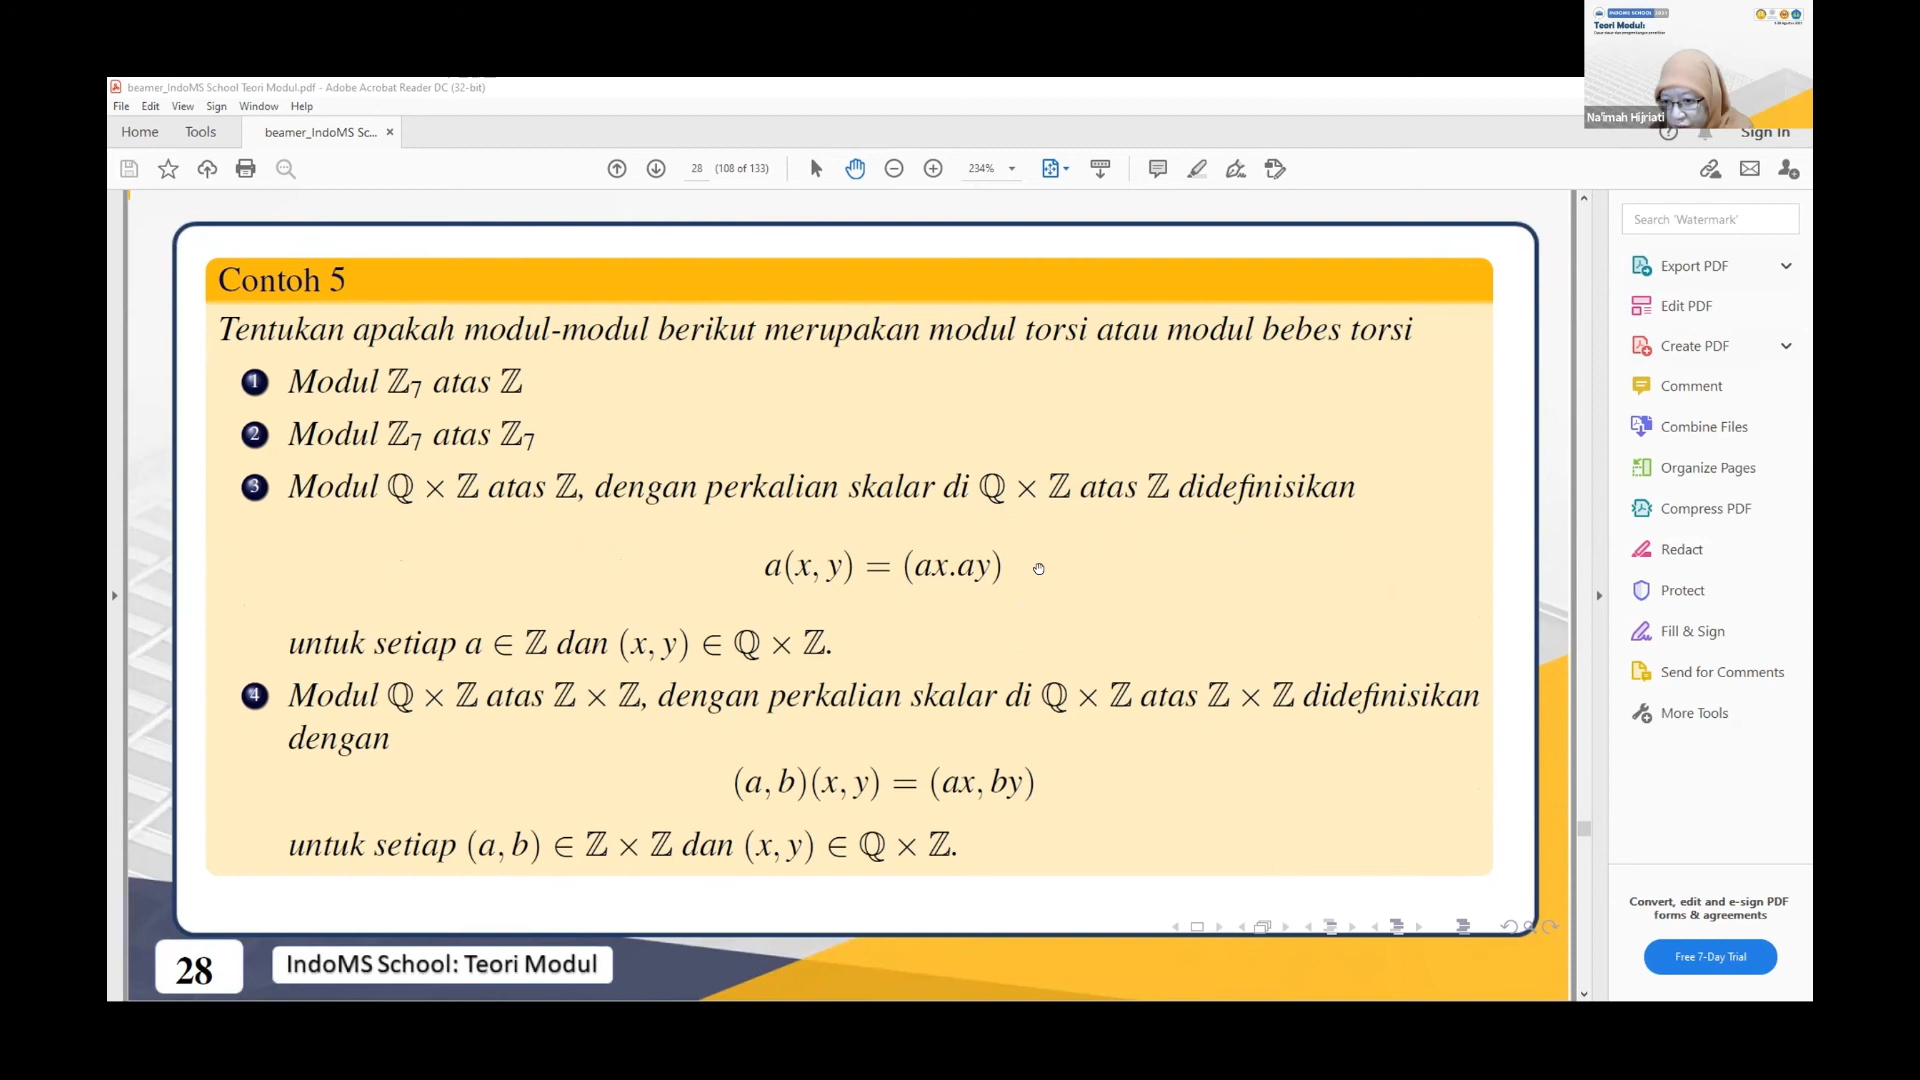 INDOMS SCHOOL 2021
Teori Modul:
Na'imah Hijriati
beamer_IndoMS School Teori Modul.pdf - Adobe Acrobat Reader DC (32-bit)
File Edit View Sign Window Help
Home Tools beamer_IndoMS Sc... ×
Sign In
28 (108 of 133) 234%
Search 'Watermark'
Contoh 5
Tentukan apakah modul-modul berikut merupakan modul torsi atau modul bebes torsi
1 Modul ℤ₇ atas ℤ
2 Modul ℤ₇ atas ℤ₇
3 Modul ℚ × ℤ atas ℤ, dengan perkalian skalar di ℚ × ℤ atas ℤ didefinisikan
a(x, y) = (ax.ay)
untuk setiap a ∈ ℤ dan (x, y) ∈ ℚ × ℤ.
4 Modul ℚ × ℤ atas ℤ × ℤ, dengan perkalian skalar di ℚ × ℤ atas ℤ × ℤ didefinisikan
dengan
(a, b)(x, y) = (ax, by)
untuk setiap (a, b) ∈ ℤ × ℤ dan (x, y) ∈ ℚ × ℤ.
28 IndoMS School: Teori Modul
Export PDF
Edit PDF
Create PDF
Comment
Combine Files
Organize Pages
Compress PDF
Redact
Protect
Fill & Sign
Send for Comments
More Tools
Convert, edit and e-sign PDF
forms & agreements
Free 7-Day Trial